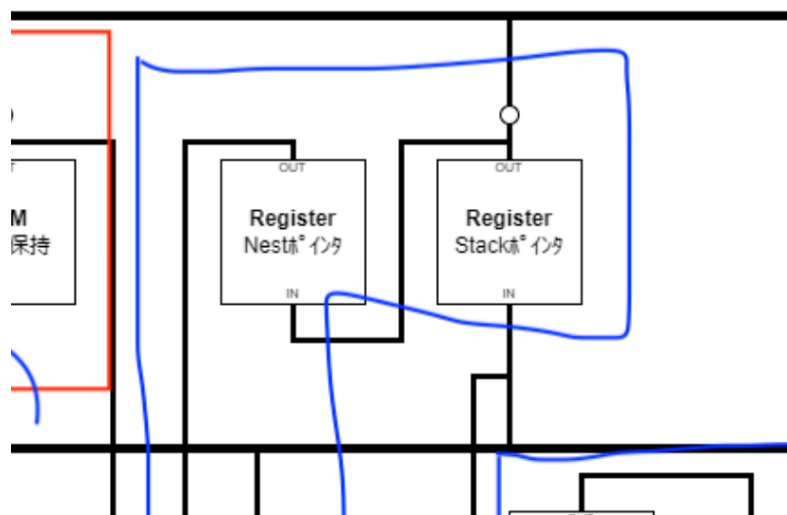 OUT
OUT
M
保持
Register
Nestﾎﾟｲﾝﾀ
Register
Stackﾎﾟｲﾝﾀ
IN
IN